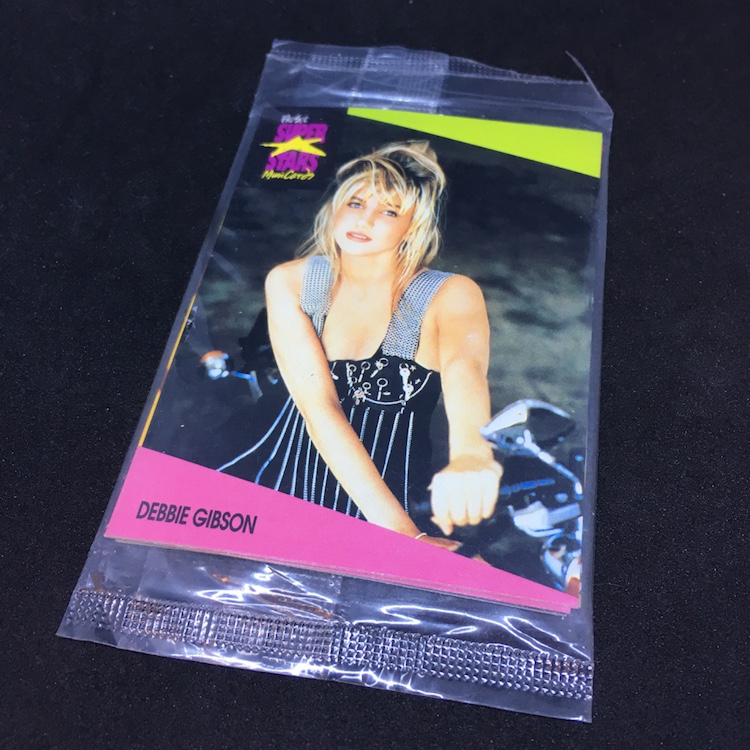 ProSet
SUPER
STARS
MusiCards
DEBBIE GIBSON